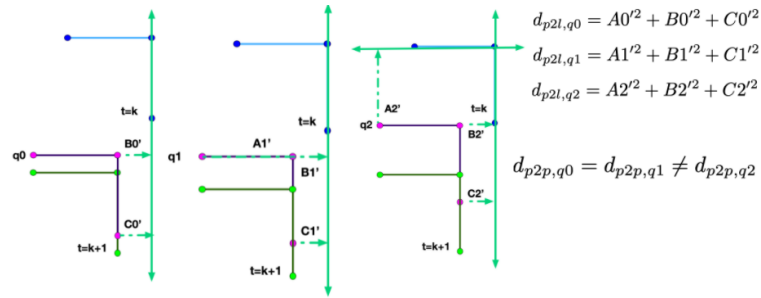 t=k
q0
B0'
C0'
t=k+1
t=k
q1
A1'
B1'
C1'
t=k+1
A2'
t=k
q2
B2'
C2'
t=k+1
d_{p2l,q0} = A0'^2 + B0'^2 + C0'^2
d_{p2l,q1} = A1'^2 + B1'^2 + C1'^2
d_{p2l,q2} = A2'^2 + B2'^2 + C2'^2
d_{p2p,q0} = d_{p2p,q1} ≠ d_{p2p,q2}